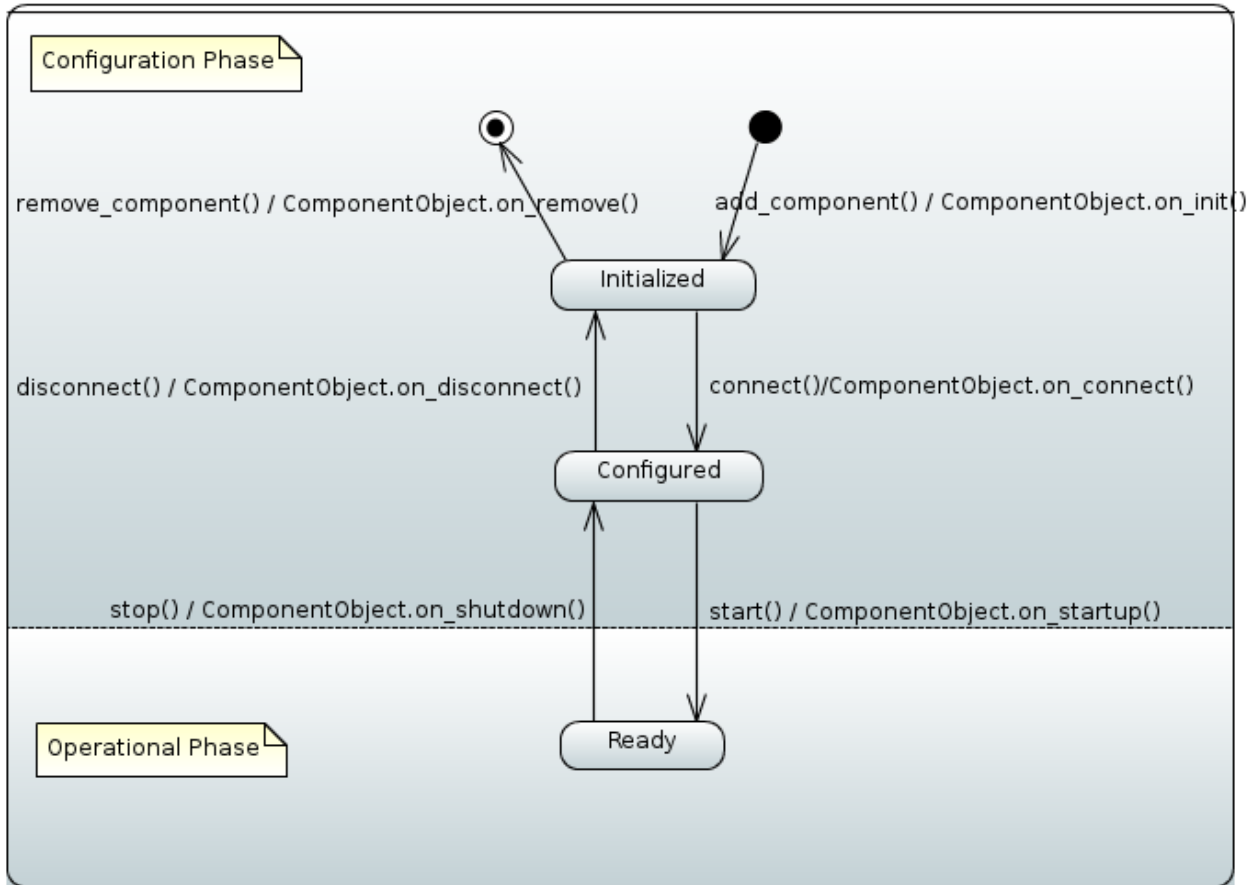 Configuration Phase
remove_component() / ComponentObject.on_remove()
add_component() / ComponentObject.on_init()
Initialized
disconnect() / ComponentObject.on_disconnect()
connect()/ComponentObject.on_connect()
Configured
stop() / ComponentObject.on_shutdown()
start() / ComponentObject.on_startup()
Operational Phase
Ready